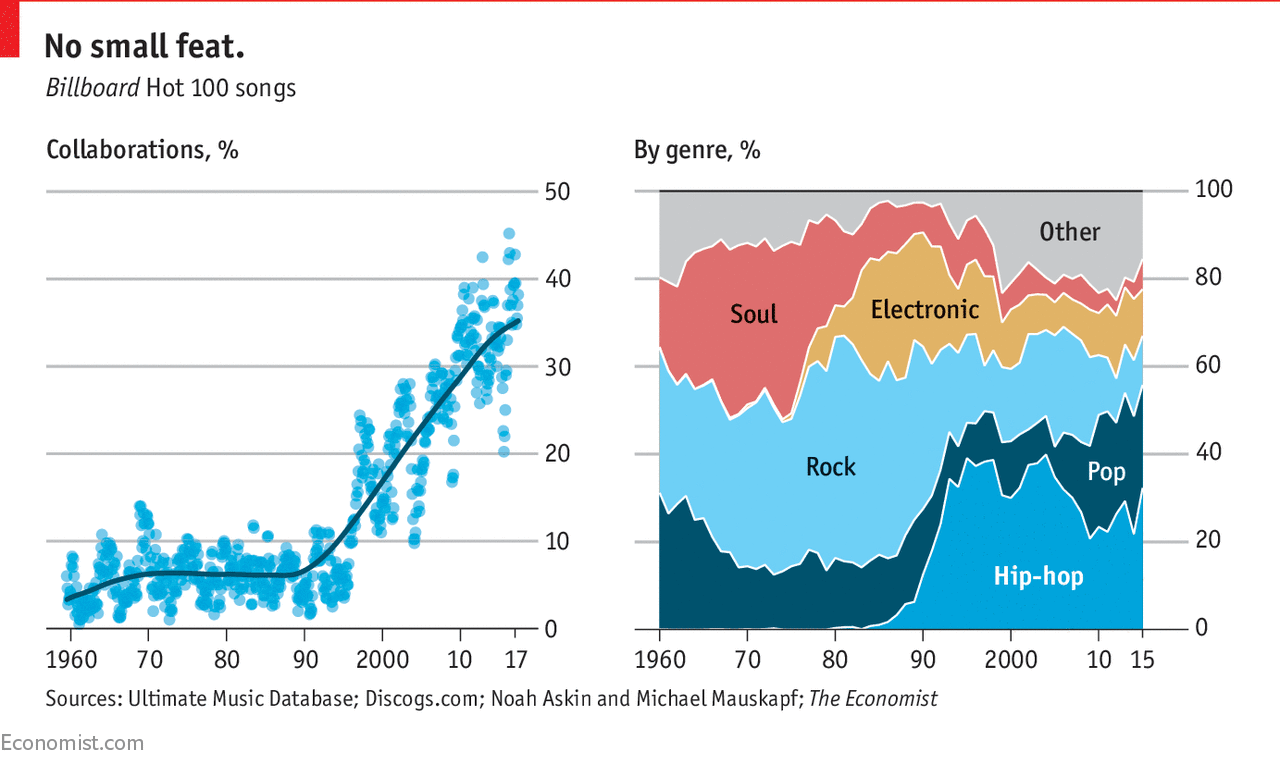 No small feat.
Billboard Hot 100 songs
Collaborations, %
50
40
30
20
10
0
1960 70 80 90 2000 10 17
By genre, %
100
80
60
40
20
0
Other
Soul
Electronic
Rock
Pop
Hip-hop
1960 70 80 90 2000 10 15
Sources: Ultimate Music Database; Discogs.com; Noah Askin and Michael Mauskapf; The Economist
Economist.com